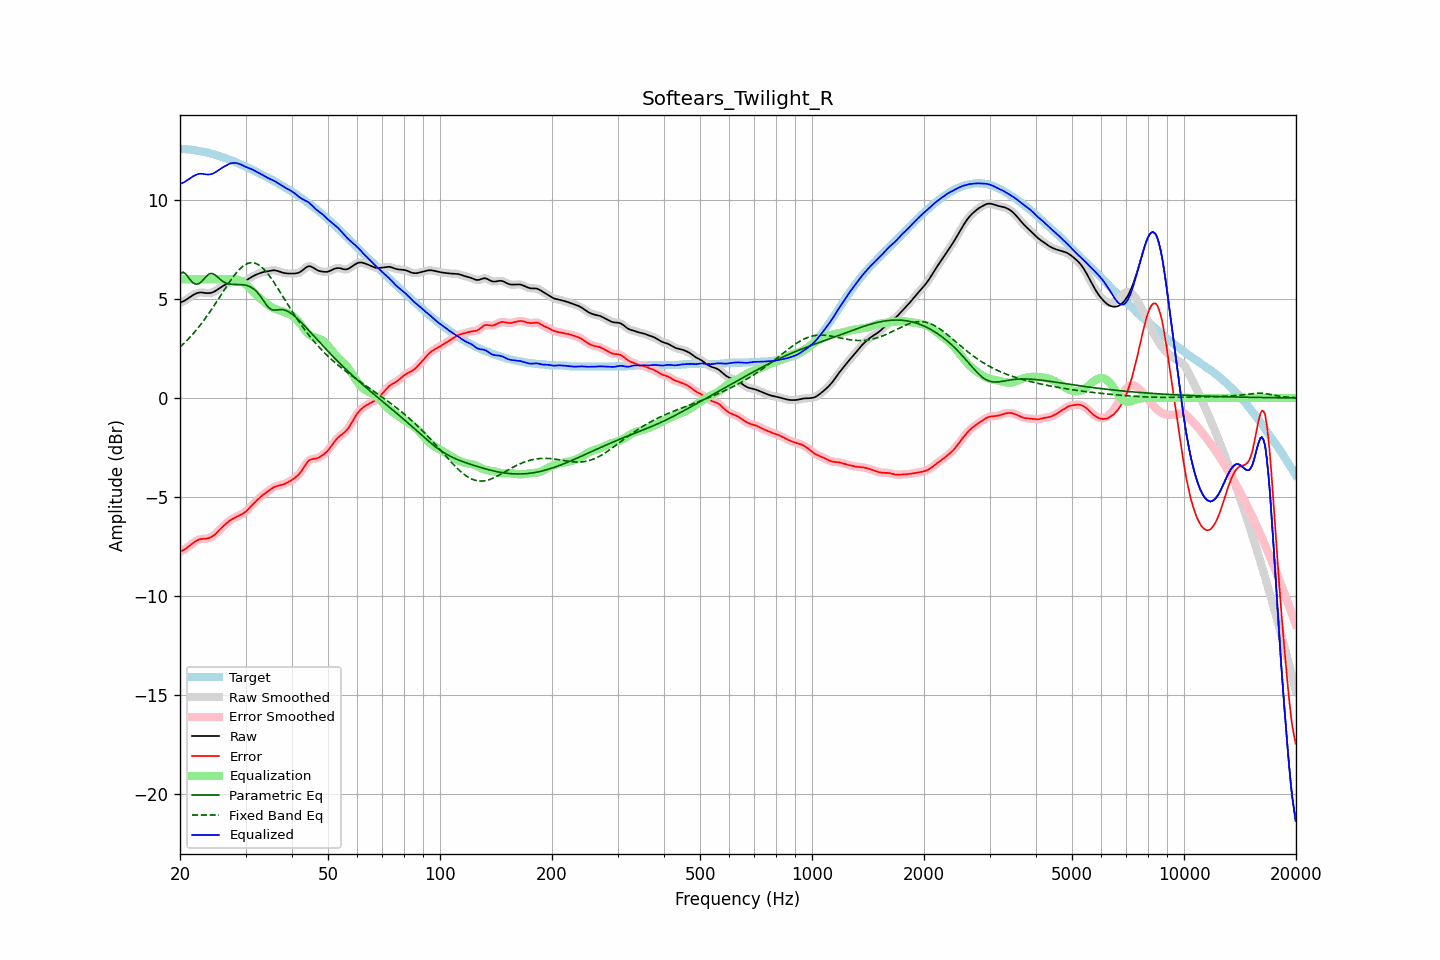 Softears_Twilight_R
Amplitude (dBr)
10
5
0
−5
−10
−15
−20
Target
Raw Smoothed
Error Smoothed
Raw
Error
Equalization
Parametric Eq
Fixed Band Eq
Equalized
20 50 100 200 500 1000 2000 5000 10000 20000
Frequency (Hz)